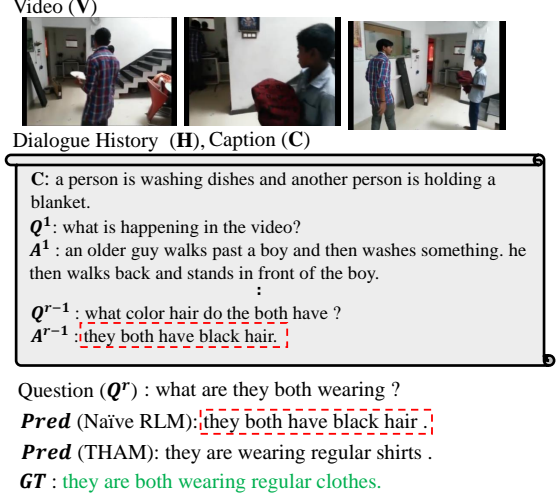 Video (V)
Dialogue History (H), Caption (C)
C: a person is washing dishes and another person is holding a
blanket.
Q¹: what is happening in the video?
A¹ : an older guy walks past a boy and then washes something. he
then walks back and stands in front of the boy.
:
Qʳ⁻¹ : what color hair do the both have ?
Aʳ⁻¹ : they both have black hair.
Question (Qʳ) : what are they both wearing ?
Pred (Naïve RLM): they both have black hair .
Pred (THAM): they are wearing regular shirts .
GT : they are both wearing regular clothes.